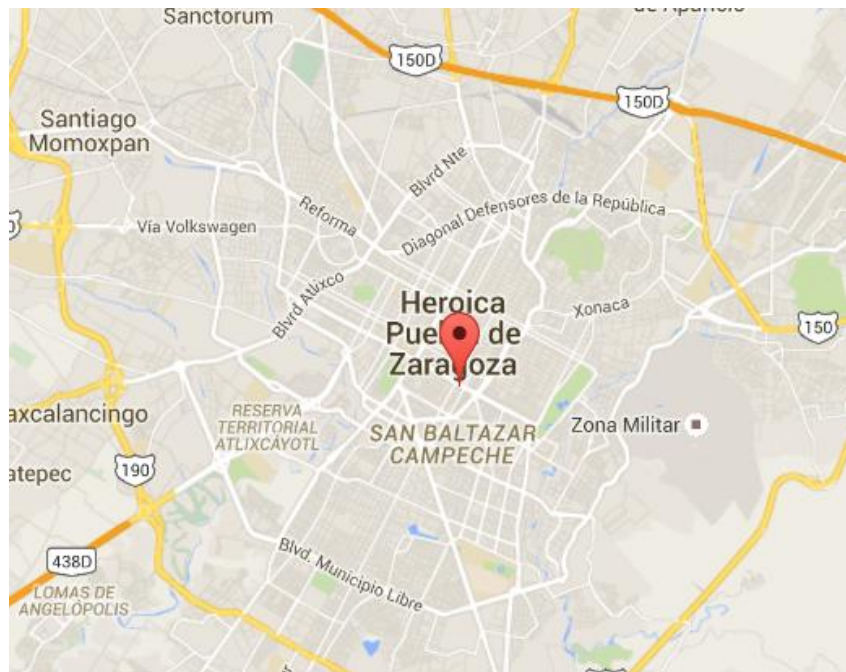 Sanctorum
150D
150D
Santiago
Momoxpan
Blvrd Nte
Reforma
Diagonal Defensores de la República
Vía Volkswagen
Blvrd Atlixco
Heroica
Puebla de
Zaragoza
Xonaca
150
RESERVA
TERRITORIAL
ATLIXCÁYOTL
axcalancingo
SAN BALTAZAR
CAMPECHE
Zona Militar
190
atepec
Blvd. Municipio Libre
438D
LOMAS DE
ANGELÓPOLIS